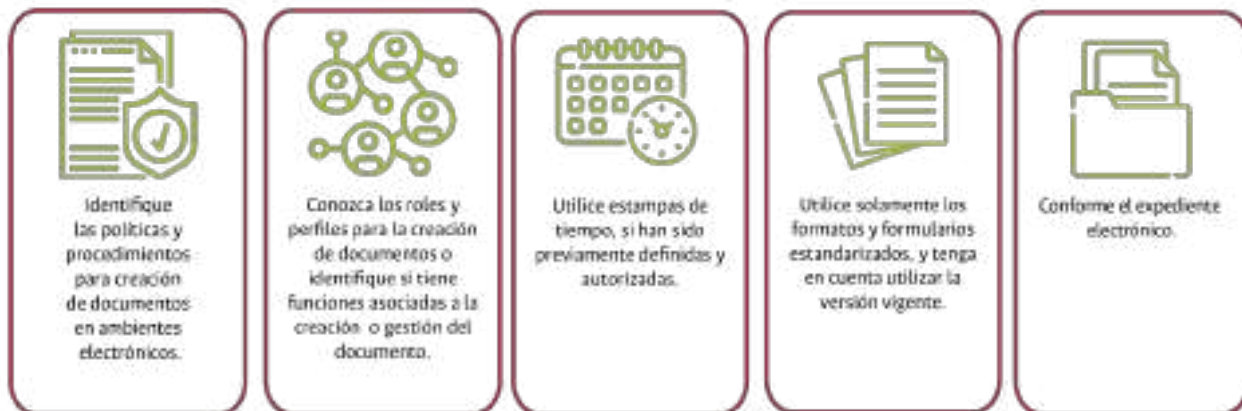 Identifique
las políticas y
procedimientos
para creación
de documentos
en ambientes
electrónicos.
Conozca los roles y
perfiles para la creación
de documentos o
identifique si tiene
funciones asociadas a la
creación o gestión del
documento.
Utilice estampas de
tiempo, si han sido
previamente definidas y
autorizadas.
Utilice solamente los
formatos y formularios
estandarizados, y tenga
en cuenta utilizar la
versión vigente.
Conforme el expediente
electrónico.